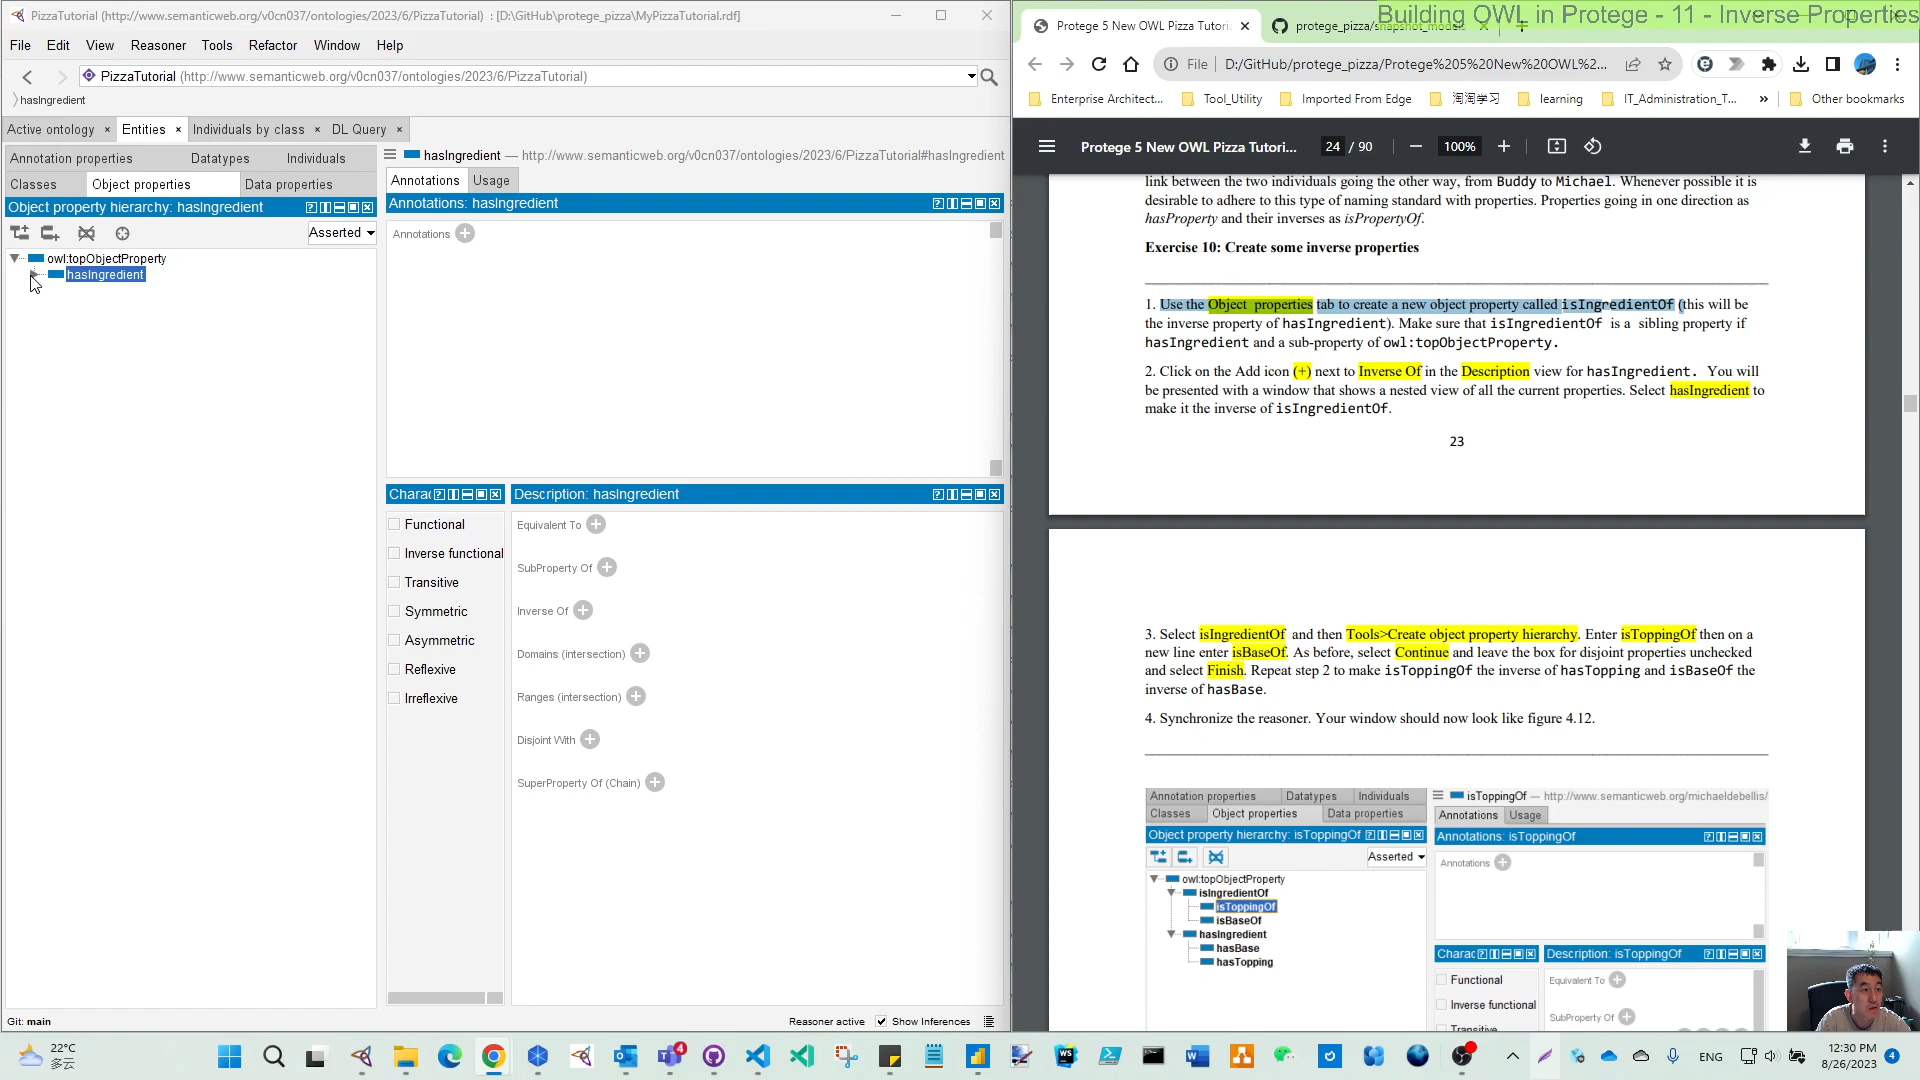 PizzaTutorial (http://www.semanticweb.org/v0cn037/ontologies/2023/6/PizzaTutorial) : [D:\GitHub\protege_pizza\MyPizzaTutorial.rdf]
File Edit View Reasoner Tools Refactor Window Help
PizzaTutorial (http://www.semanticweb.org/v0cn037/ontologies/2023/6/PizzaTutorial)
hasIngredient
Active ontology × Entities × Individuals by class × DL Query ×
Annotation properties Datatypes Individuals
Classes Object properties Data properties
Object property hierarchy: hasIngredient
Asserted
owl:topObjectProperty
hasIngredient
hasIngredient — http://www.semanticweb.org/v0cn037/ontologies/2023/6/PizzaTutorial#hasIngredient
Annotations Usage
Annotations: hasIngredient
Annotations
Charac
Functional
Inverse functional
Transitive
Symmetric
Asymmetric
Reflexive
Irreflexive
Description: hasIngredient
Equivalent To
SubProperty Of
Inverse Of
Domains (intersection)
Ranges (intersection)
Disjoint With
SuperProperty Of (Chain)
Git: main
Reasoner active Show Inferences
Building OWL in Protege - 11 - Inverse Properties
Protege 5 New OWL Pizza Tutori
protege_pizza/snapshot_model
File D:/GitHub/protege_pizza/Protege%205%20New%20OWL%2...
Enterprise Architect... Tool_Utility Imported From Edge 淘淘学习 learning IT_Administration_T... » Other bookmarks
Protege 5 New OWL Pizza Tutori... 24 / 90 100%
link between the two individuals going the other way, from Buddy to Michael. Whenever possible it is
desirable to adhere to this type of naming standard with properties. Properties going in one direction as
hasProperty and their inverses as isPropertyOf.
Exercise 10: Create some inverse properties
1. Use the Object properties tab to create a new object property called isIngredientOf (this will be
the inverse property of hasIngredient). Make sure that isIngredientOf is a sibling property if
hasIngredient and a sub-property of owl:topObjectProperty.
2. Click on the Add icon (+) next to Inverse Of in the Description view for hasIngredient. You will
be presented with a window that shows a nested view of all the current properties. Select hasIngredient to
make it the inverse of isIngredientOf.
23
3. Select isIngredientOf and then Tools>Create object property hierarchy. Enter isToppingOf then on a
new line enter isBaseOf. As before, select Continue and leave the box for disjoint properties unchecked
and select Finish. Repeat step 2 to make isToppingOf the inverse of hasTopping and isBaseOf the
inverse of hasBase.
4. Synchronize the reasoner. Your window should now look like figure 4.12.
Annotation properties Datatypes Individuals
Classes Object properties Data properties
Object property hierarchy: isToppingOf
Asserted
owl:topObjectProperty
isIngredientOf
isToppingOf
isBaseOf
hasIngredient
hasBase
hasTopping
isToppingOf — http://www.semanticweb.org/michaeldebellis/
Annotations Usage
Annotations: isToppingOf
Annotations
Charac
Functional
Inverse functional
Transitive
Description: isToppingOf
Equivalent To
SubProperty Of
22°C
多云
4
ENG
12:30 PM
8/26/2023
4